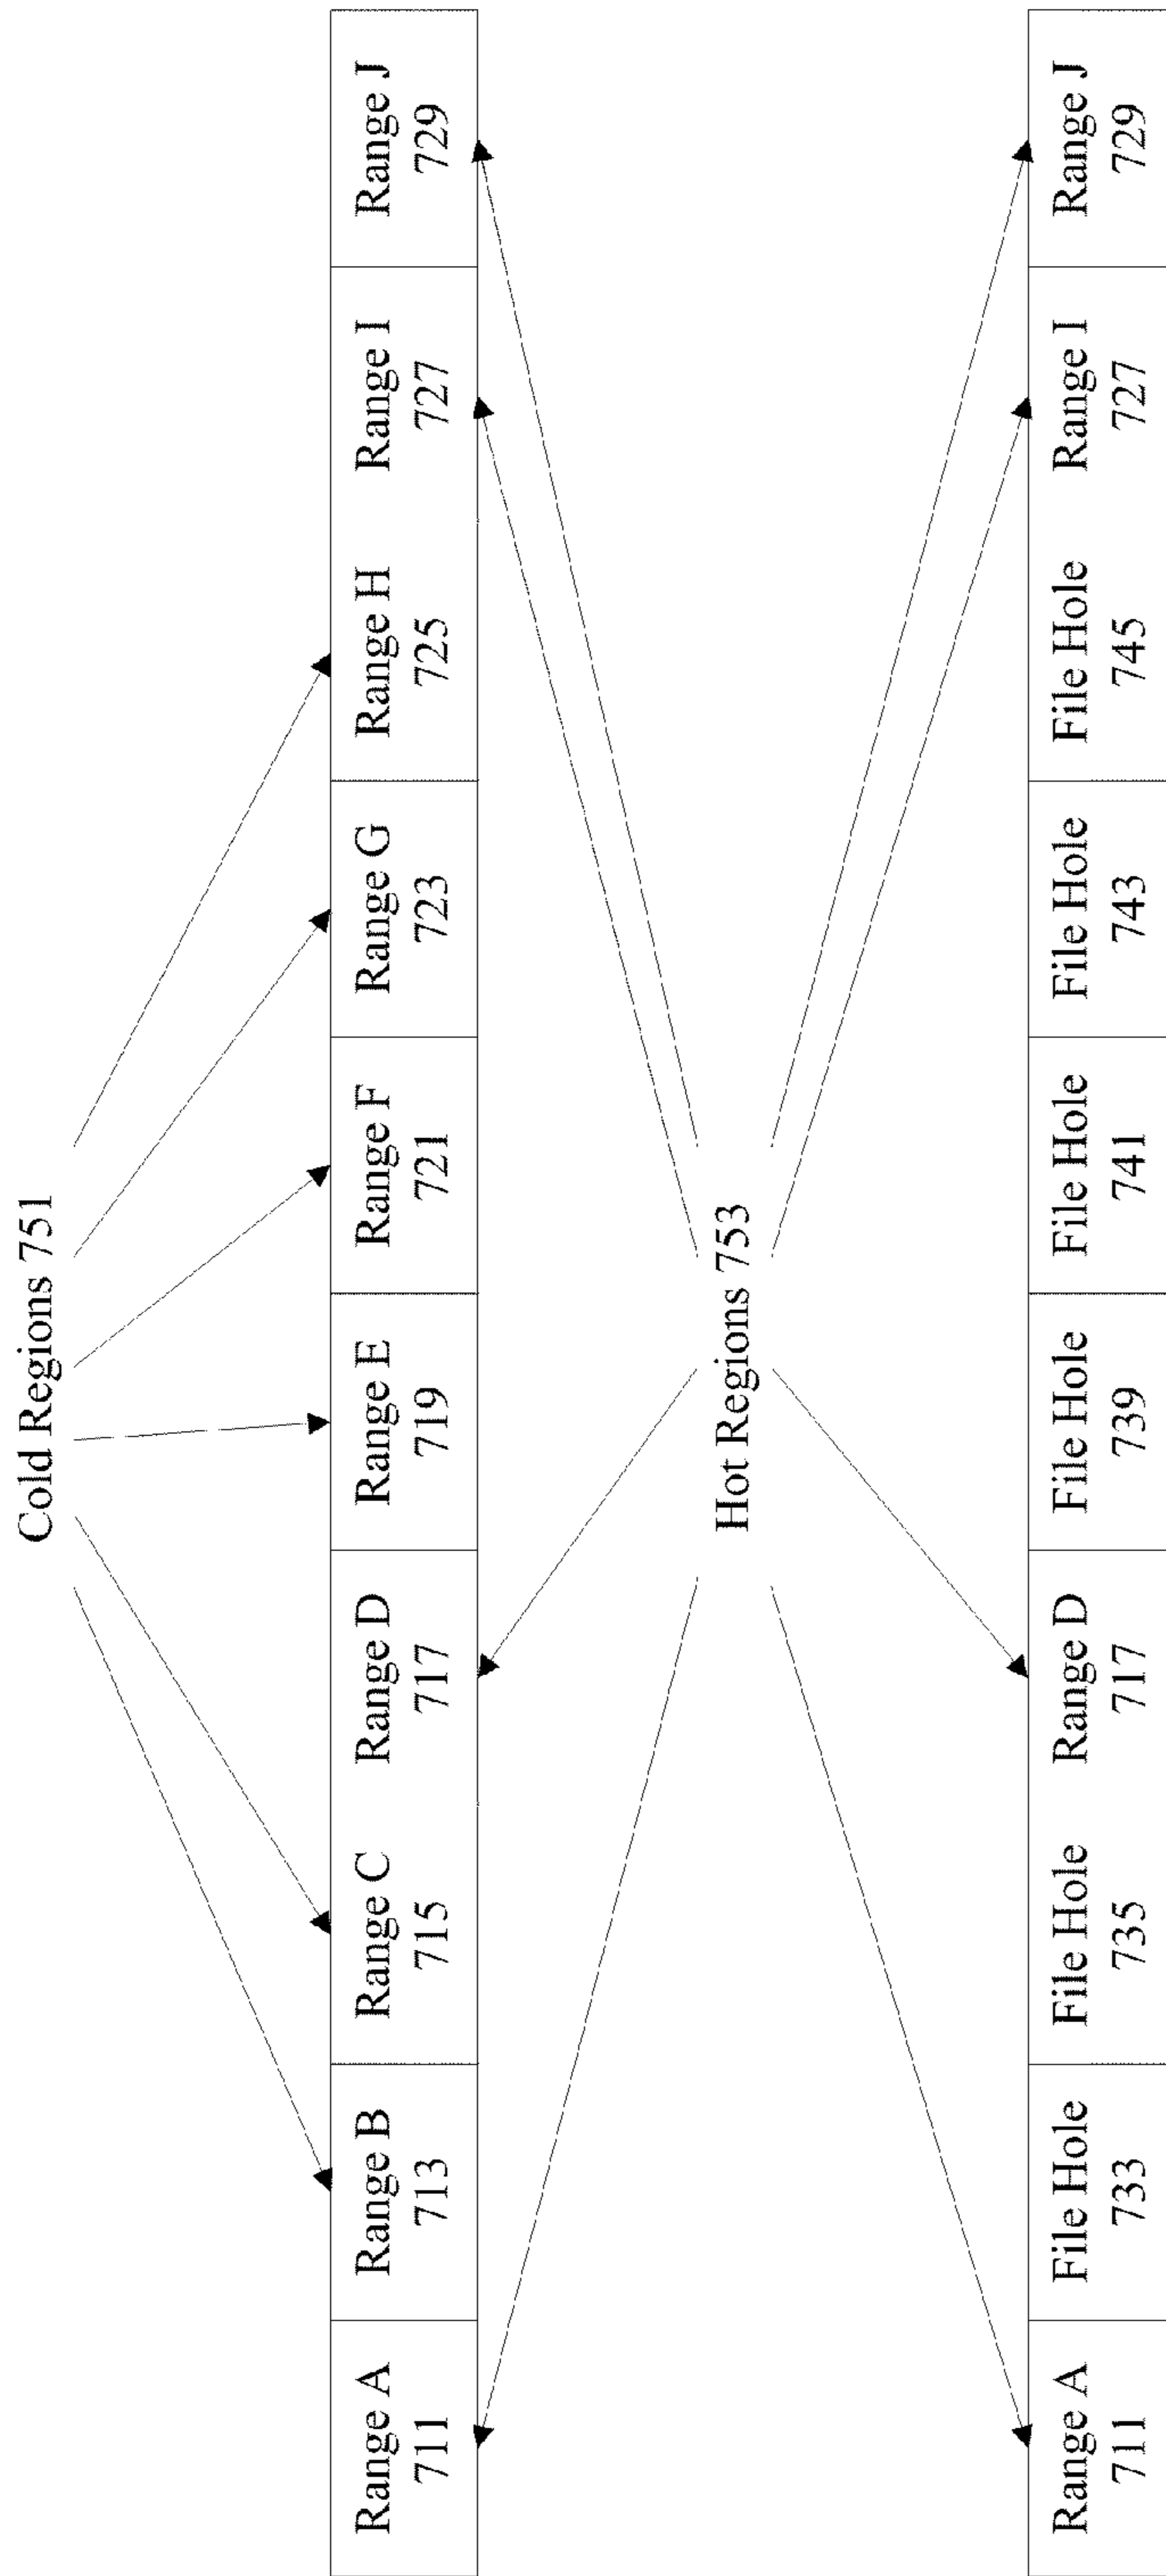 Cold Regions 751
Range A
711
Range B
713
Range C
715
Range D
717
Range E
719
Range F
721
Range G
723
Range H
725
Range I
727
Range J
729
Hot Regions 753
Range A
711
File Hole
733
File Hole
735
Range D
717
File Hole
739
File Hole
741
File Hole
743
File Hole
745
Range I
727
Range J
729